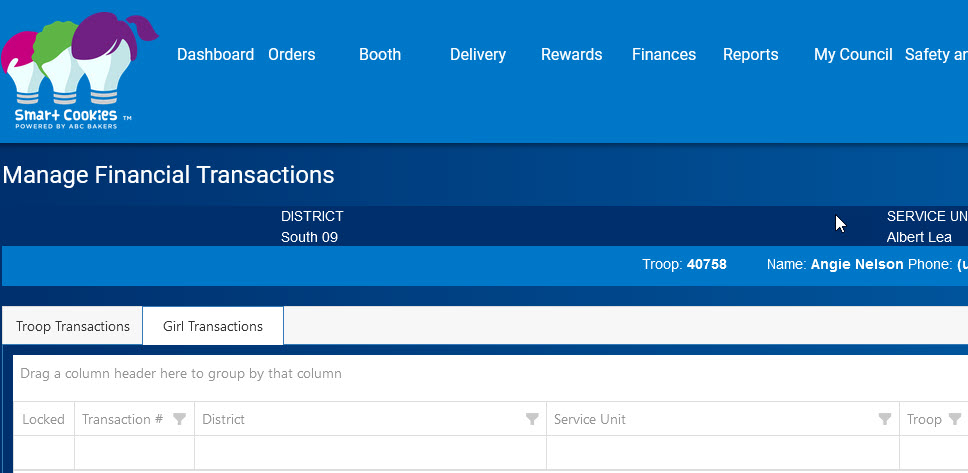 Dashboard Orders Booth Delivery Rewards Finances Reports My Council Safety an
Smart Cookies ™
POWERED BY ABC BAKERS
Manage Financial Transactions
DISTRICT SERVICE UN
South 09 Albert Lea
Troop: 40758 Name: Angie Nelson Phone: (u
Troop Transactions Girl Transactions
Drag a column header here to group by that column
Locked Transaction # District Service Unit Troop